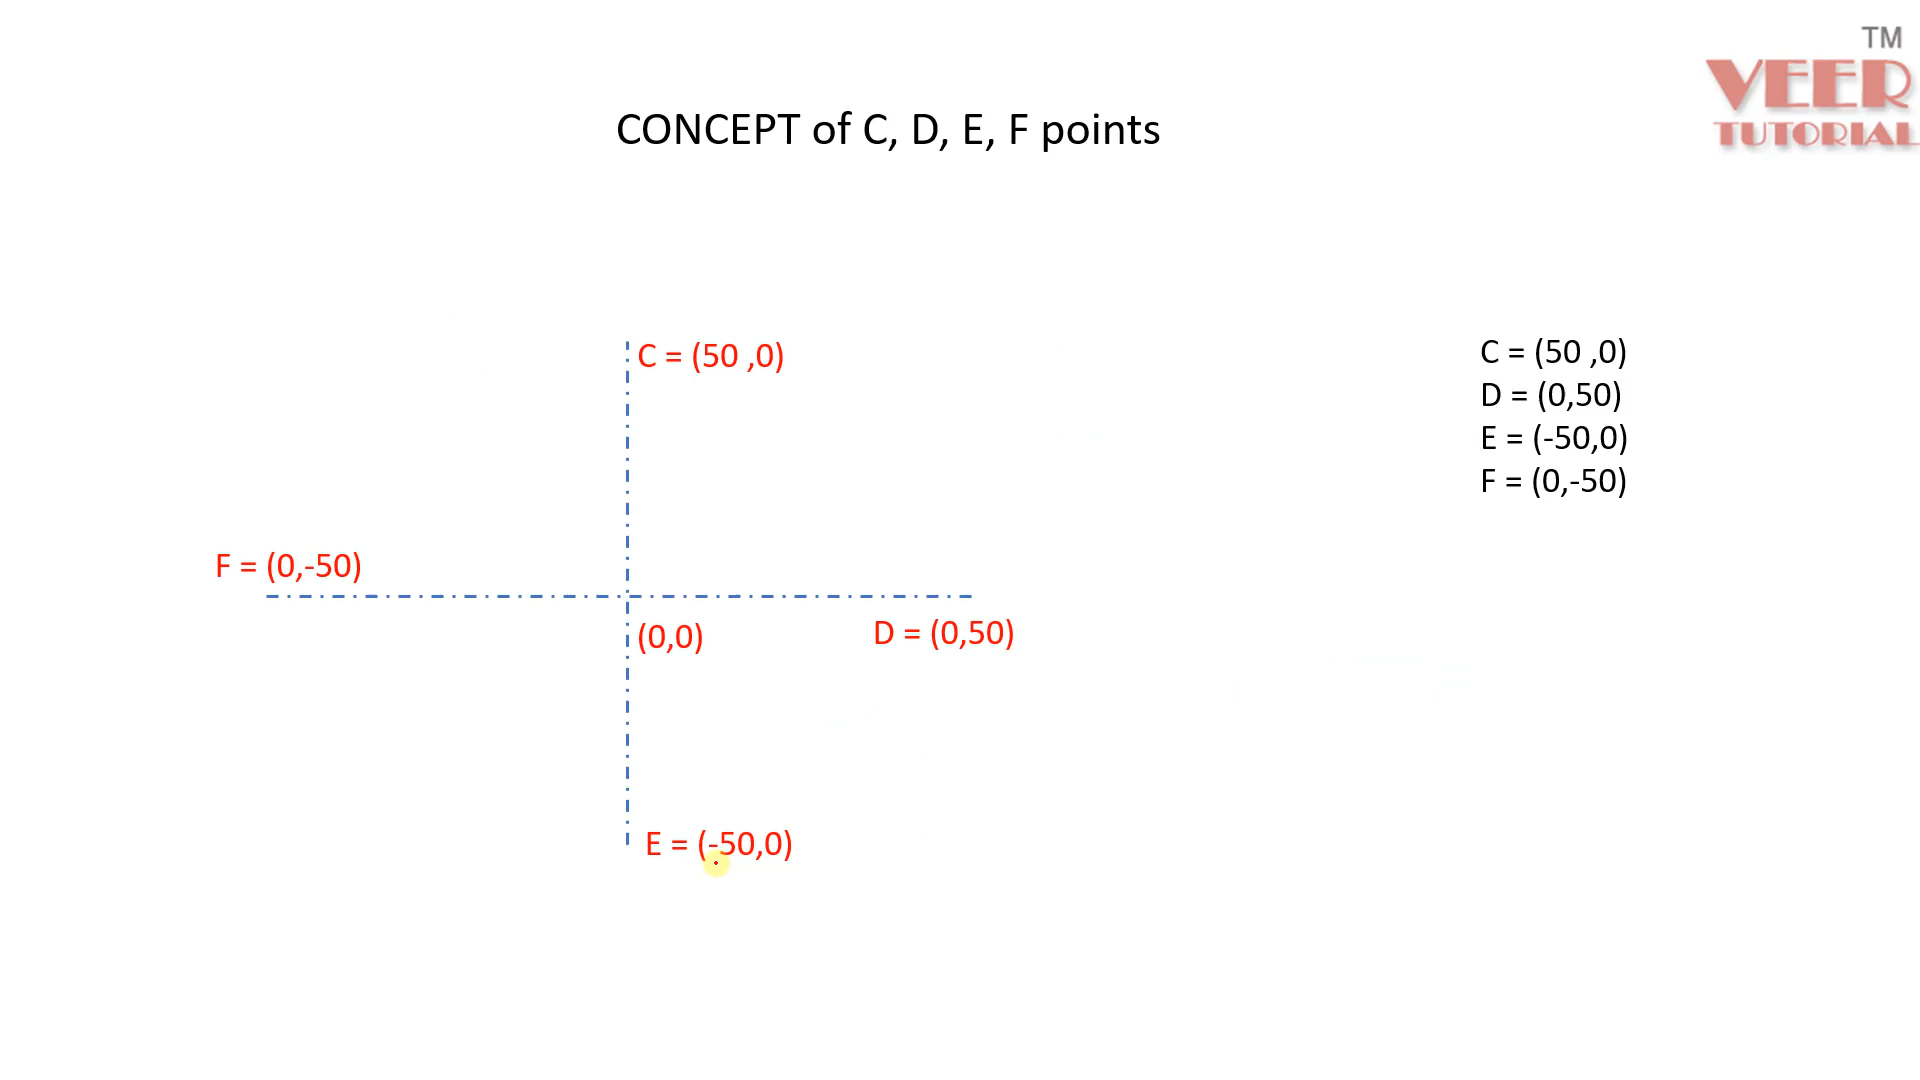 TM
VEER
TUTORIAL
CONCEPT of C, D, E, F points
C = (50 ,0)
F = (0,-50)
(0,0)
D = (0,50)
E = (-50,0)
C = (50 ,0)
D = (0,50)
E = (-50,0)
F = (0,-50)